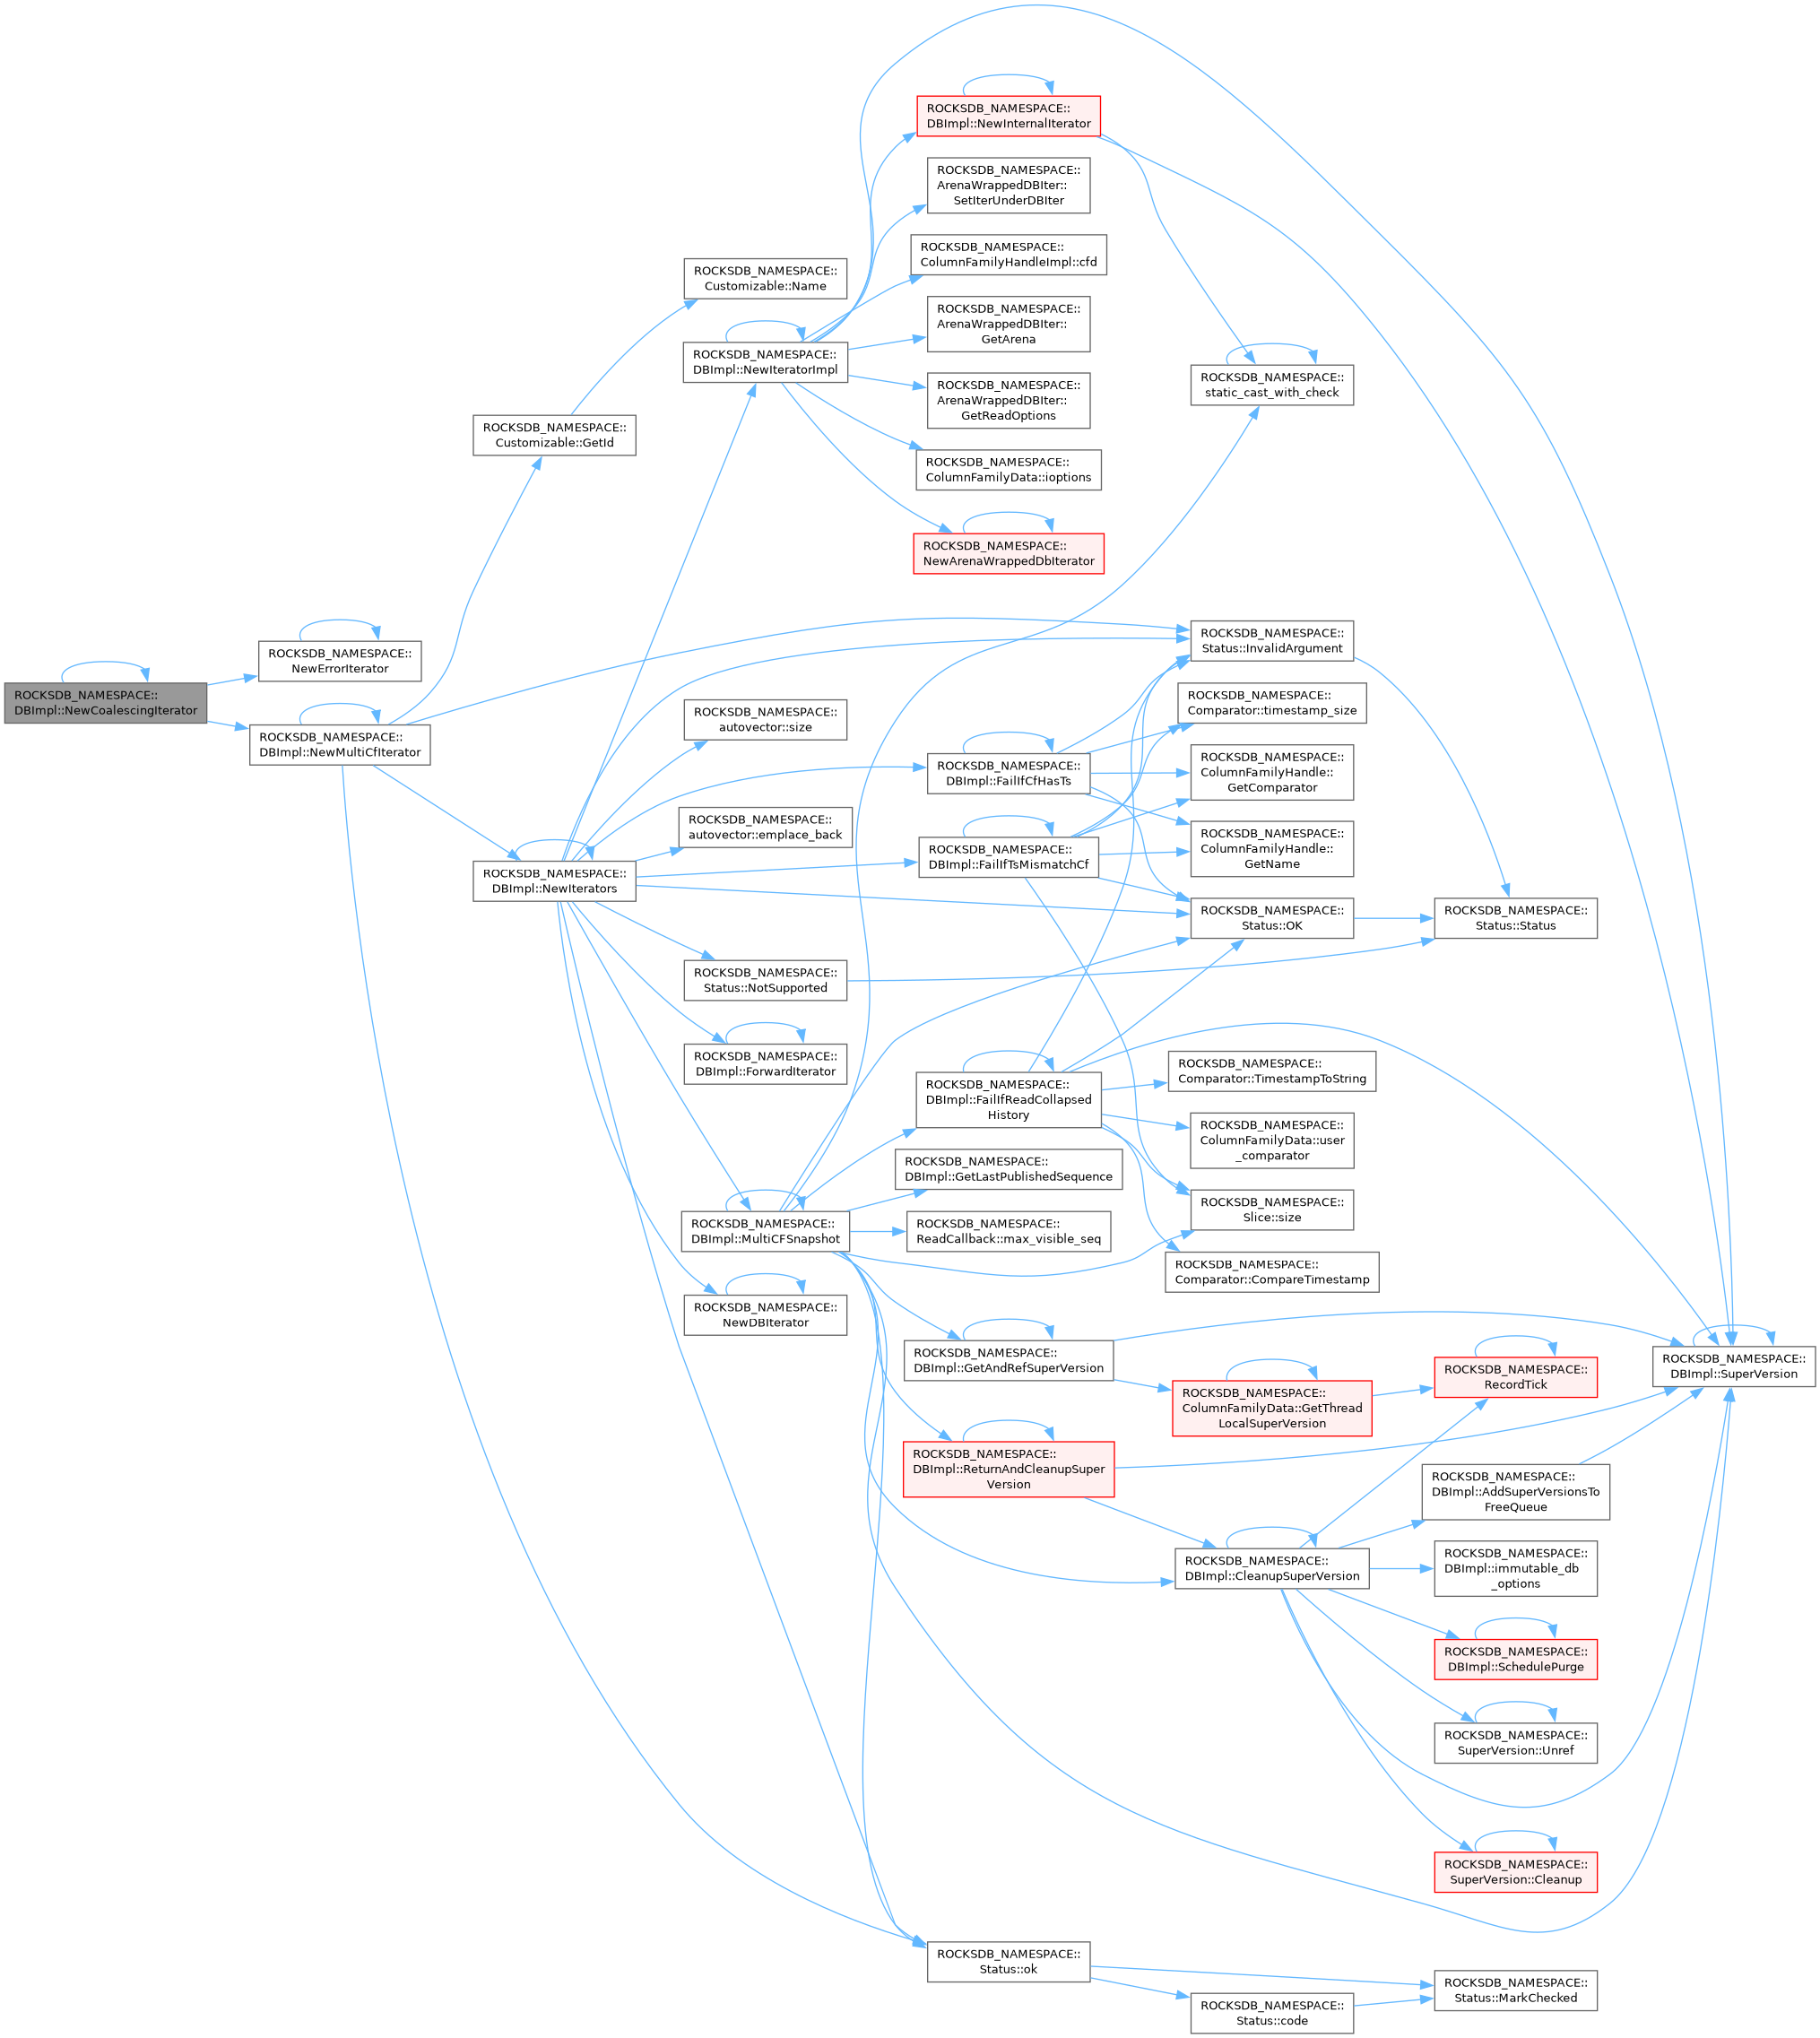 ROCKSDB_NAMESPACE::
DBImpl::NewCoalescingIterator
ROCKSDB_NAMESPACE::
NewErrorIterator
ROCKSDB_NAMESPACE::
DBImpl::NewMultiCfIterator
ROCKSDB_NAMESPACE::
Customizable::GetId
ROCKSDB_NAMESPACE::
DBImpl::NewIterators
ROCKSDB_NAMESPACE::
Customizable::Name
ROCKSDB_NAMESPACE::
DBImpl::NewIteratorImpl
ROCKSDB_NAMESPACE::
autovector::size
ROCKSDB_NAMESPACE::
autovector::emplace_back
ROCKSDB_NAMESPACE::
Status::NotSupported
ROCKSDB_NAMESPACE::
DBImpl::ForwardIterator
ROCKSDB_NAMESPACE::
DBImpl::MultiCFSnapshot
ROCKSDB_NAMESPACE::
NewDBIterator
ROCKSDB_NAMESPACE::
DBImpl::NewInternalIterator
ROCKSDB_NAMESPACE::
ArenaWrappedDBIter::
SetIterUnderDBIter
ROCKSDB_NAMESPACE::
ColumnFamilyHandleImpl::cfd
ROCKSDB_NAMESPACE::
ArenaWrappedDBIter::
GetArena
ROCKSDB_NAMESPACE::
ArenaWrappedDBIter::
GetReadOptions
ROCKSDB_NAMESPACE::
ColumnFamilyData::ioptions
ROCKSDB_NAMESPACE::
NewArenaWrappedDbIterator
ROCKSDB_NAMESPACE::
DBImpl::FailIfCfHasTs
ROCKSDB_NAMESPACE::
DBImpl::FailIfTsMismatchCf
ROCKSDB_NAMESPACE::
DBImpl::FailIfReadCollapsed
History
ROCKSDB_NAMESPACE::
DBImpl::GetLastPublishedSequence
ROCKSDB_NAMESPACE::
ReadCallback::max_visible_seq
ROCKSDB_NAMESPACE::
DBImpl::GetAndRefSuperVersion
ROCKSDB_NAMESPACE::
DBImpl::ReturnAndCleanupSuper
Version
ROCKSDB_NAMESPACE::
Status::ok
ROCKSDB_NAMESPACE::
static_cast_with_check
ROCKSDB_NAMESPACE::
Status::InvalidArgument
ROCKSDB_NAMESPACE::
Comparator::timestamp_size
ROCKSDB_NAMESPACE::
ColumnFamilyHandle::
GetComparator
ROCKSDB_NAMESPACE::
ColumnFamilyHandle::
GetName
ROCKSDB_NAMESPACE::
Status::OK
ROCKSDB_NAMESPACE::
Comparator::TimestampToString
ROCKSDB_NAMESPACE::
ColumnFamilyData::user
_comparator
ROCKSDB_NAMESPACE::
Slice::size
ROCKSDB_NAMESPACE::
Comparator::CompareTimestamp
ROCKSDB_NAMESPACE::
ColumnFamilyData::GetThread
LocalSuperVersion
ROCKSDB_NAMESPACE::
DBImpl::CleanupSuperVersion
ROCKSDB_NAMESPACE::
Status::code
ROCKSDB_NAMESPACE::
Status::Status
ROCKSDB_NAMESPACE::
RecordTick
ROCKSDB_NAMESPACE::
DBImpl::AddSuperVersionsTo
FreeQueue
ROCKSDB_NAMESPACE::
DBImpl::immutable_db
_options
ROCKSDB_NAMESPACE::
DBImpl::SchedulePurge
ROCKSDB_NAMESPACE::
SuperVersion::Unref
ROCKSDB_NAMESPACE::
SuperVersion::Cleanup
ROCKSDB_NAMESPACE::
Status::MarkChecked
ROCKSDB_NAMESPACE::
DBImpl::SuperVersion